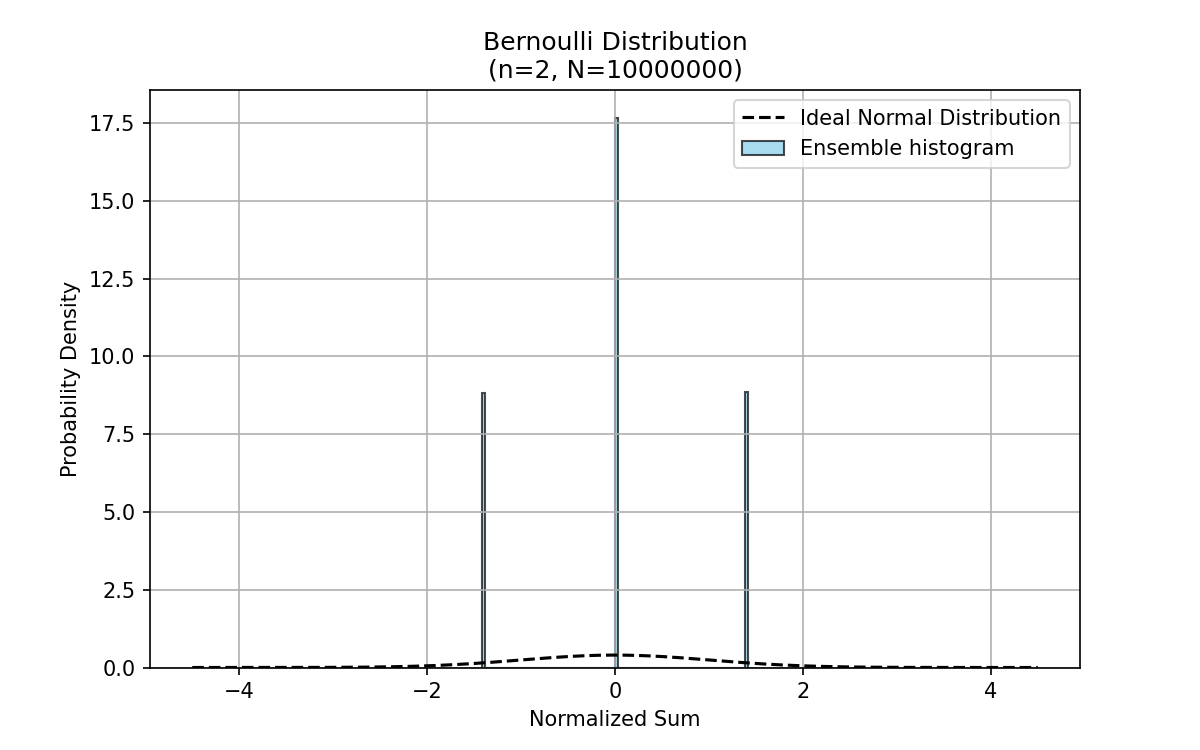 Bernoulli Distribution
(n=2, N=10000000)
17.5
15.0
12.5
10.0
7.5
5.0
2.5
0.0
Probability Density
Ideal Normal Distribution
Ensemble histogram
−4
−2
0
2
4
Normalized Sum